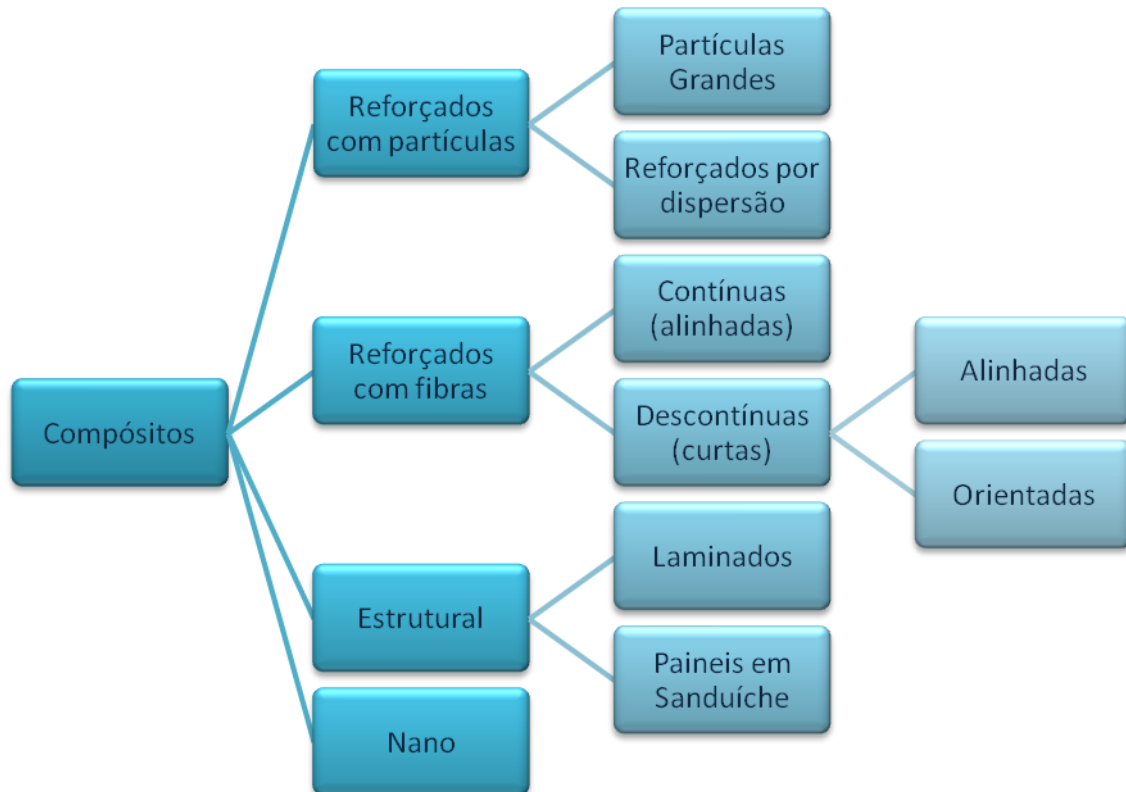 Compósitos
Reforçados
com partículas
Partículas
Grandes
Reforçados por
dispersão
Reforçados
com fibras
Contínuas
(alinhadas)
Descontínuas
(curtas)
Alinhadas
Orientadas
Estrutural
Laminados
Paineis em
Sanduíche
Nano